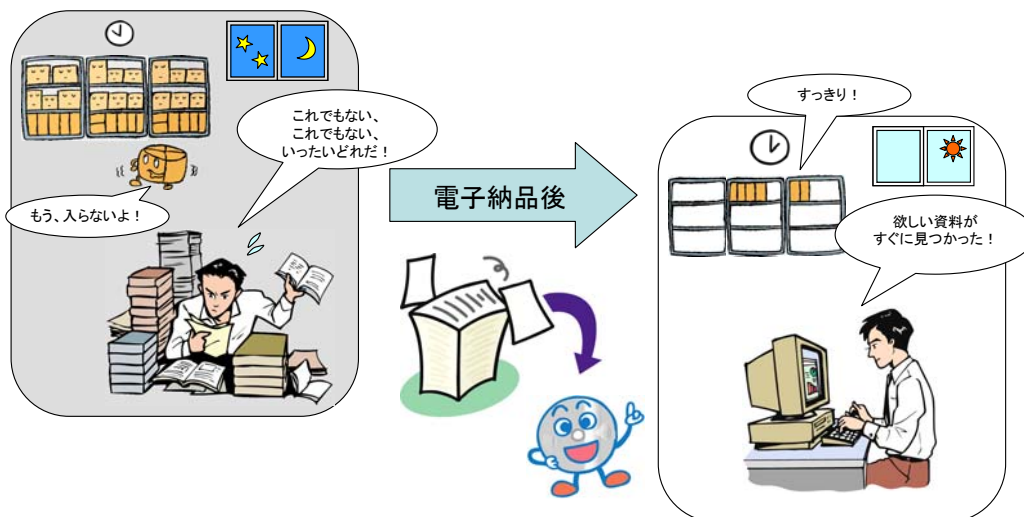 これでもない、
これでもない、
いったいどれだ！
もう、入らないよ！
電子納品後
すっきり！
欲しい資料が
すぐに見つかった！